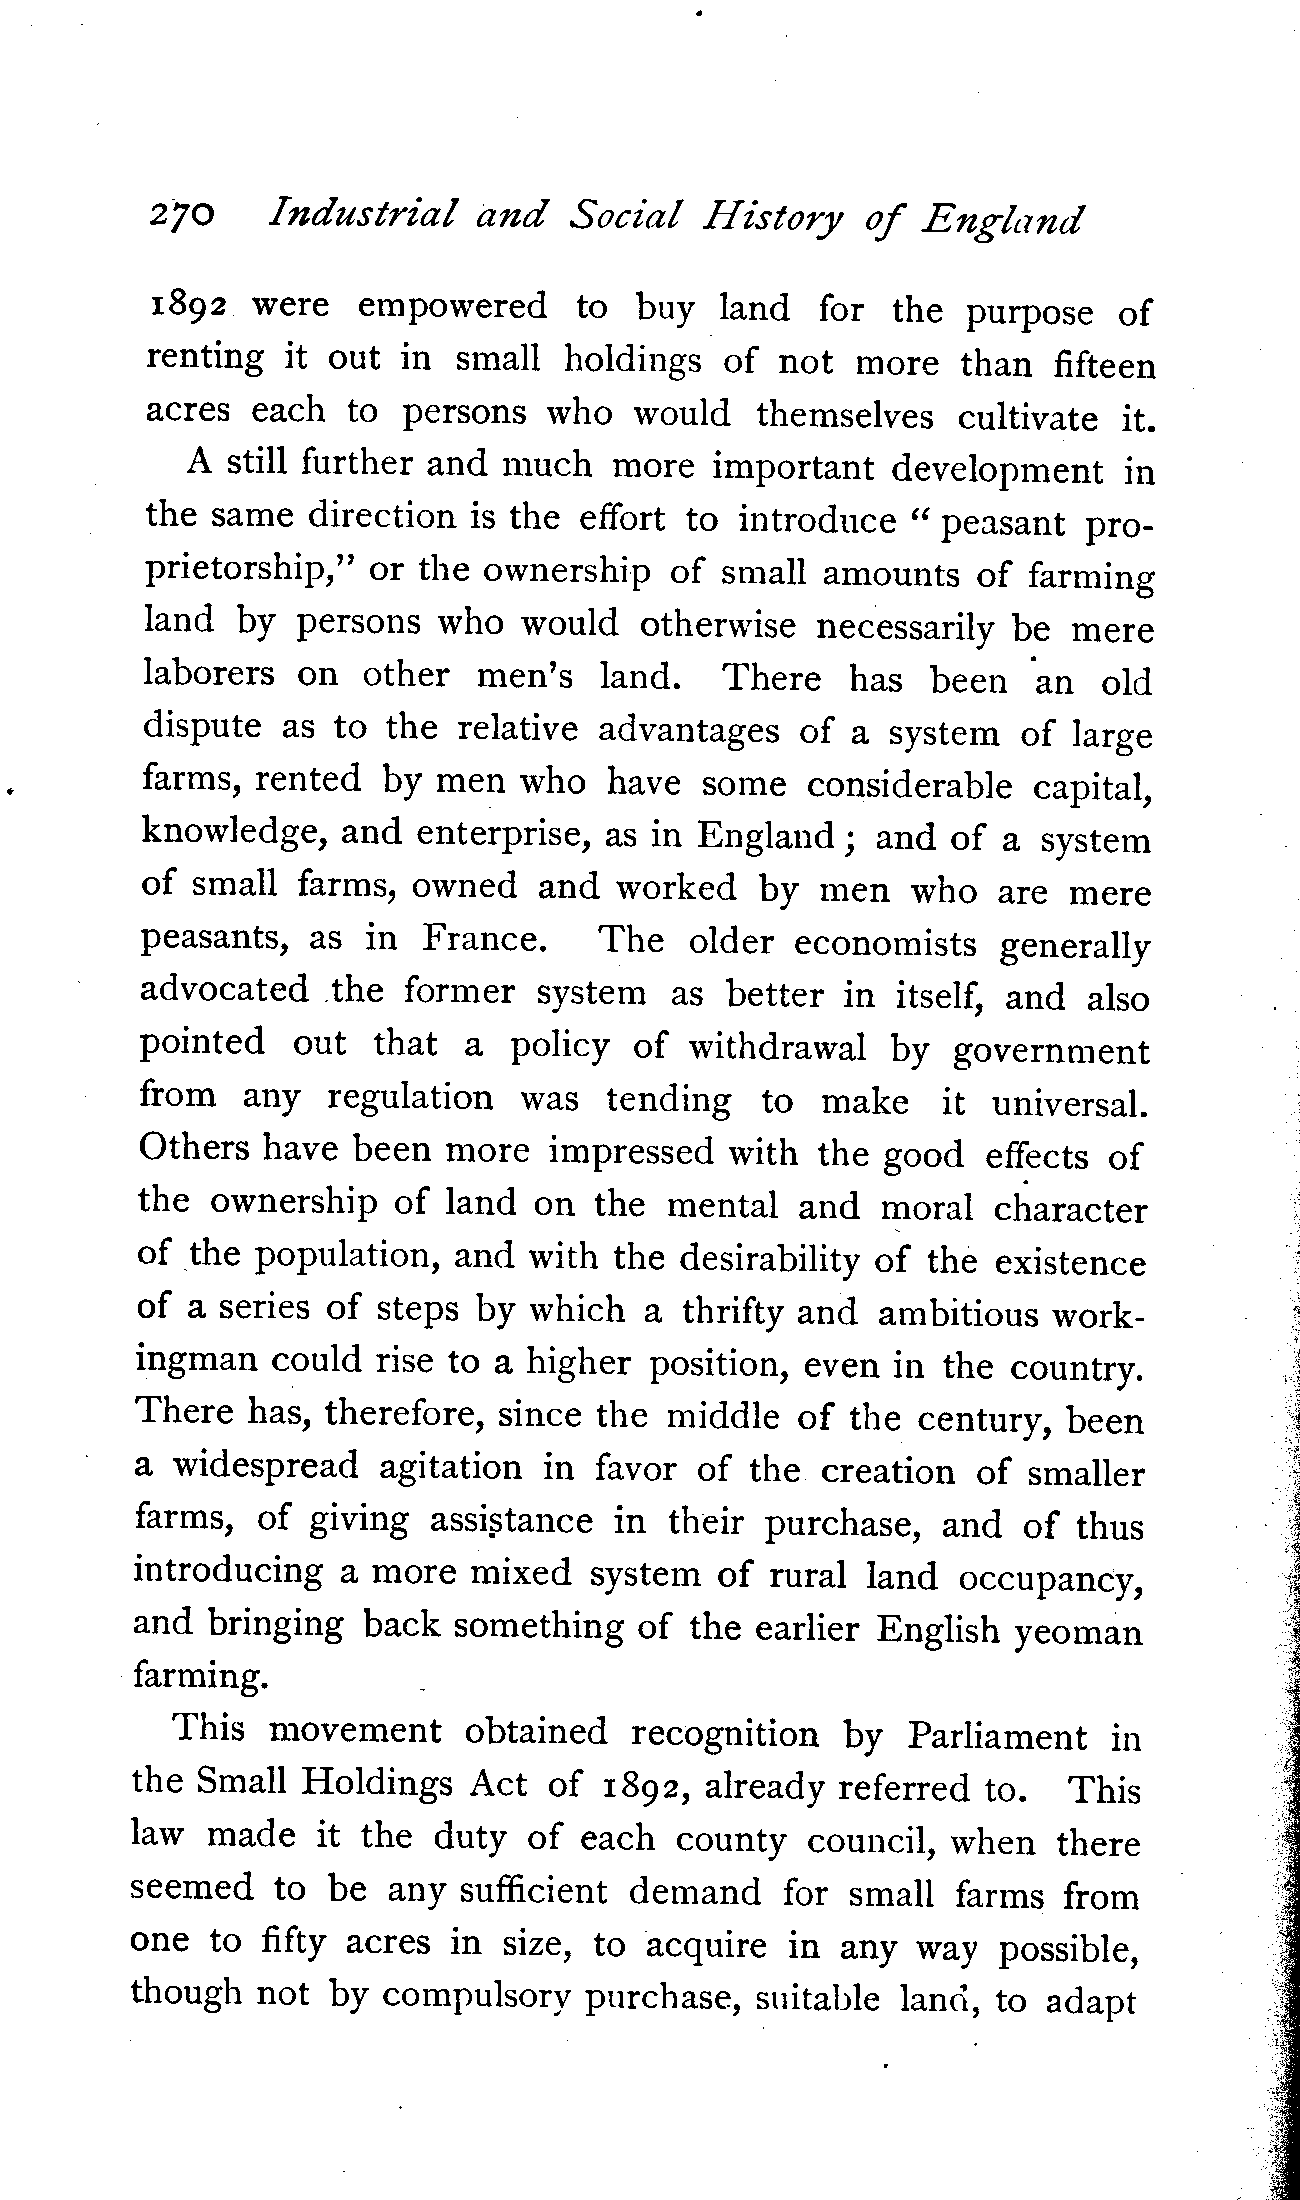 270 Industrial and Social History of England
1892 were empowered to buy land for the purpose of
renting it out in small holdings of not more than fifteen
acres each to persons who would themselves cultivate it.
A still further and much more important development in
the same direction is the effort to introduce “ peasant pro-
prietorship,” or the ownership of small amounts of farming
land by persons who would otherwise necessarily be mere
laborers on other men's land. There has been an old
dispute as to the relative advantages of a system of large
farms, rented by men who have some considerable capital,
knowledge, and enterprise, as in England ; and of a system
of small farms, owned and worked by men who are mere
peasants, as in France. The older economists generally
advocated the former system as better in itself, and also
pointed out that a policy of withdrawal by government
from any regulation was tending to make it universal.
Others have been more impressed with the good effects of
the ownership of land on the mental and moral character
of the population, and with the desirability of the existence
of a series of steps by which a thrifty and ambitious work-
ingman could rise to a higher position, even in the country.
There has, therefore, since the middle of the century, been
a widespread agitation in favor of the creation of smaller
farms, of giving assistance in their purchase, and of thus
introducing a more mixed system of rural land occupancy,
and bringing back something of the earlier English yeoman
farming.
This movement obtained recognition by Parliament in
the Small Holdings Act of 1892, already referred to. This
law made it the duty of each county council, when there
seemed to be any sufficient demand for small farms from
one to fifty acres in size, to acquire in any way possible,
though not by compulsory purchase, suitable land, to adapt